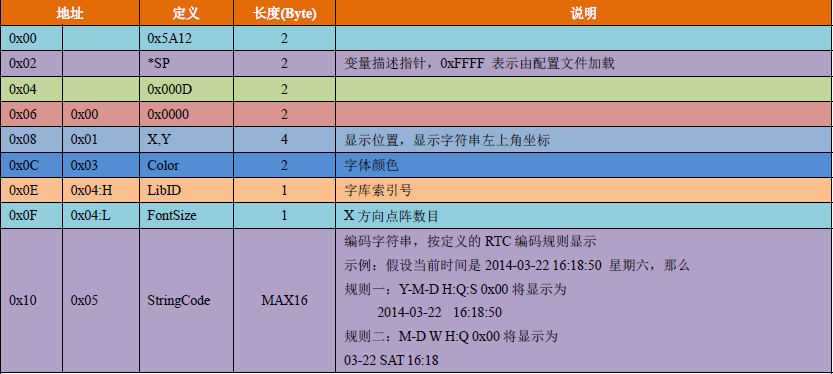 地址 定义 长度(Byte) 说明
0x00 0x5A12 2
0x02 *SP 2 变量描述指针，0xFFFF 表示由配置文件加载
0x04 0x000D 2
0x06 0x00 0x0000 2
0x08 0x01 X,Y 4 显示位置，显示字符串左上角坐标
0x0C 0x03 Color 2 字体颜色
0x0E 0x04:H LibID 1 字库索引号
0x0F 0x04:L FontSize 1 X 方向点阵数目
0x10 0x05 StringCode MAX16 编码字符串，按定义的 RTC 编码规则显示
示例：假设当前时间是 2014-03-22 16:18:50 星期六，那么
规则一：Y-M-D H:Q:S 0x00 将显示为
2014-03-22 16:18:50
规则二：M-D W H:Q 0x00 将显示为
03-22 SAT 16:18